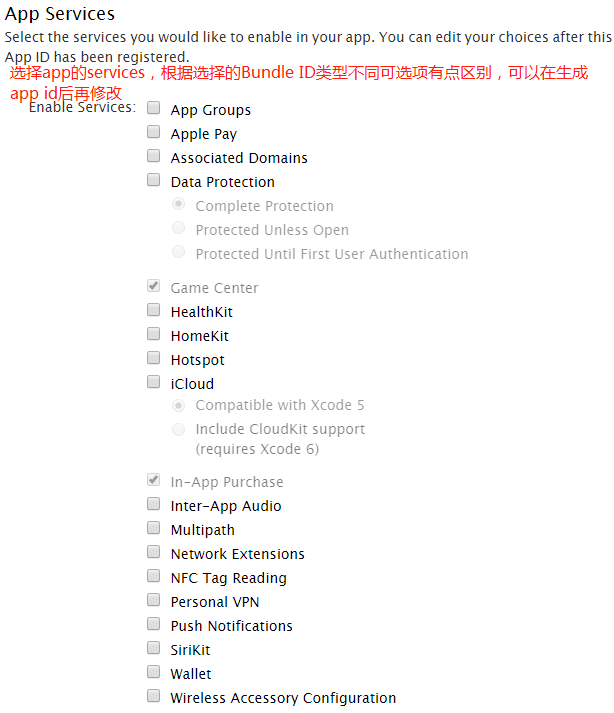 App Services
Select the services you would like to enable in your app. You can edit your choices after this
App ID has been registered.
选择app的services，根据选择的Bundle ID类型不同可选项有点区别，可以在生成
app id后再修改
Enable Services:
App Groups
Apple Pay
Associated Domains
Data Protection
Complete Protection
Protected Unless Open
Protected Until First User Authentication
Game Center
HealthKit
HomeKit
Hotspot
iCloud
Compatible with Xcode 5
Include CloudKit support
(requires Xcode 6)
In-App Purchase
Inter-App Audio
Multipath
Network Extensions
NFC Tag Reading
Personal VPN
Push Notifications
SiriKit
Wallet
Wireless Accessory Configuration